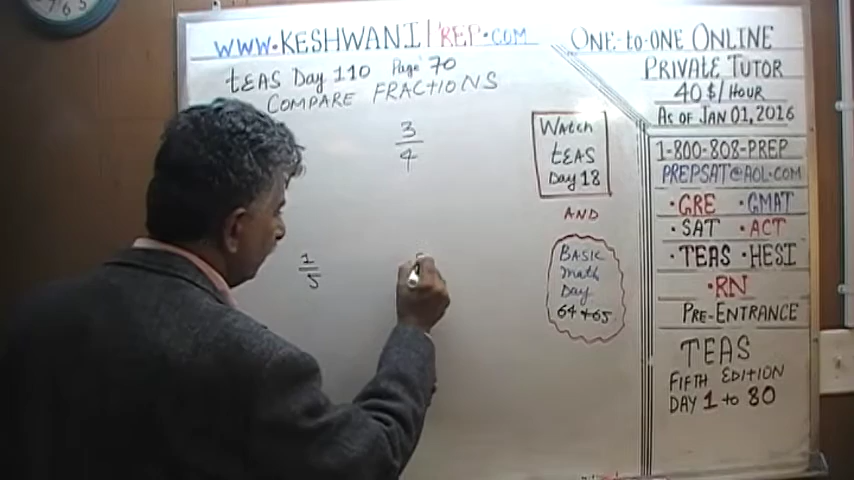 7 6 5
WWW.KESHWANIPREP.COM
tEAS Day 110 Page 70
COMPARE FRACTIONS
3
4
1
5
Watch
tEAS
Day 18
AND
BASIC
math
Day
64+65
ONE-to-ONE ONLINE
PRIVATE TUTOR
40$/HOUR
AS OF JAN 01, 2016
1-800-808-PREP
PREPSAT@AOL.COM
•GRE •GMAT
•SAT •ACT
•TEAS •HESI
•RN
PRE-ENTRANCE
TEAS
FIFTH EDITION
DAY 1 to 80